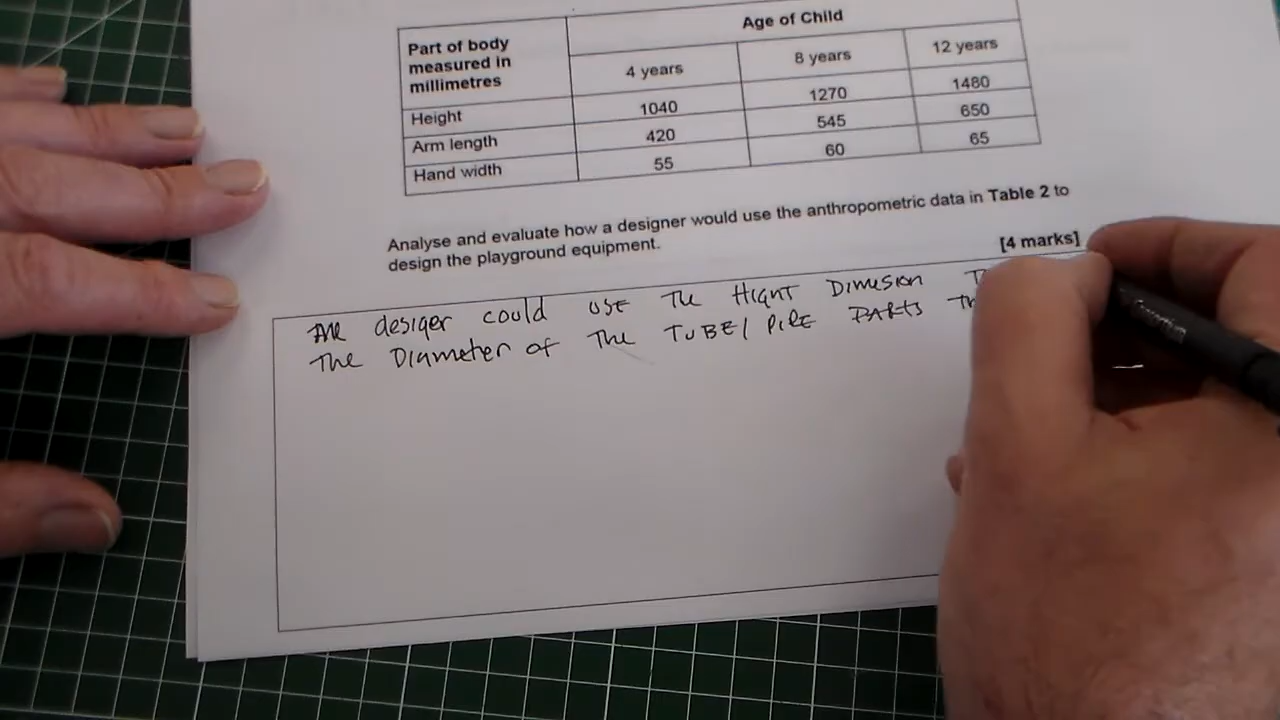 Part of body measured in millimetres
Age of Child
4 years 8 years 12 years
Height 1040 1270 1480
Arm length 420 545 650
Hand width 55 60 65
Analyse and evaluate how a designer would use the anthropometric data in Table 2 to
design the playground equipment.
[4 marks]
THE desiger could USE THE HIGHT DIMESION
THE DIAMETER OF THE TUBE/ PIPE PARTS